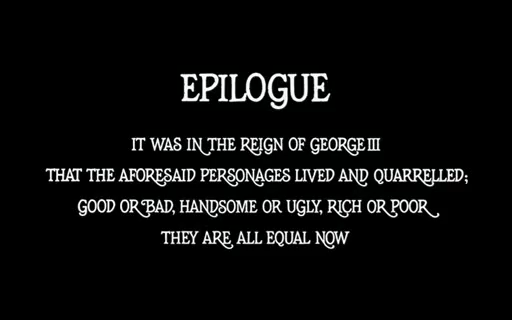 EPILOGUE
IT WAS IN THE REIGN OF GEORGE III
THAT THE AFORESAID PERSONAGES LIVED AND QUARRELLED;
GOOD OR BAD, HANDSOME OR UGLY, RICH OR POOR
THEY ARE ALL EQUAL NOW